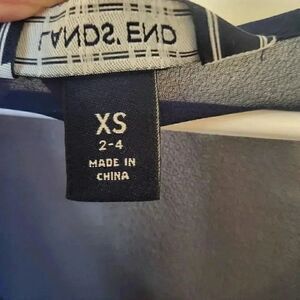 LANDS' END
XS
2-4
MADE IN
CHINA